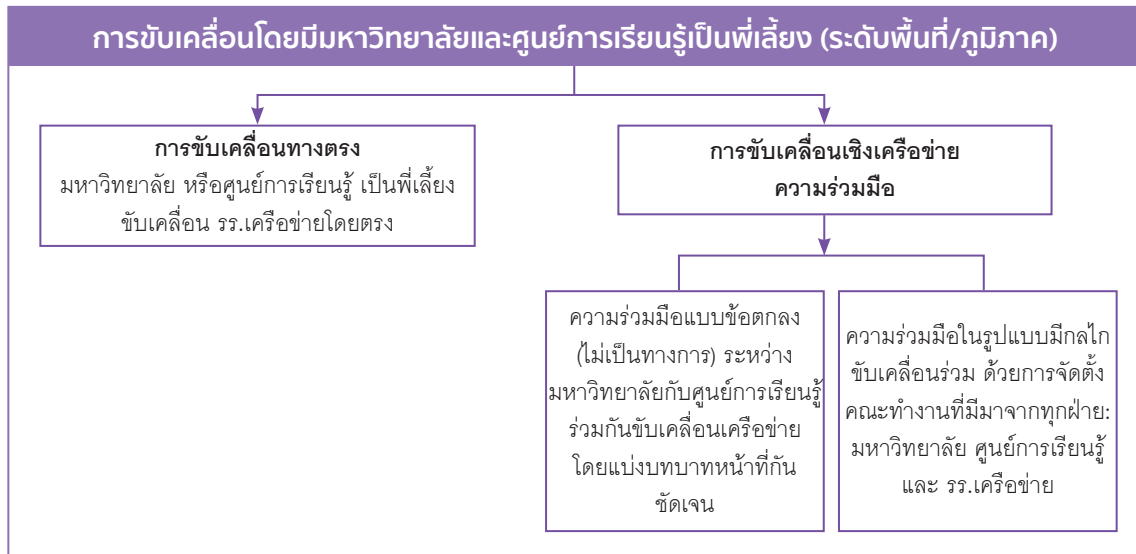 การขับเคลื่อนโดยมีมหาวิทยาลัยและศูนย์การเรียนรู้เป็นพี่เลี้ยง (ระดับพื้นที่/ภูมิภาค)
การขับเคลื่อนทางตรง
มหาวิทยาลัย หรือศูนย์การเรียนรู้ เป็นพี่เลี้ยง
ขับเคลื่อน รร.เครือข่ายโดยตรง
การขับเคลื่อนเชิงเครือข่าย
ความร่วมมือ
ความร่วมมือแบบข้อตกลง
(ไม่เป็นทางการ) ระหว่าง
มหาวิทยาลัยกับศูนย์การเรียนรู้
ร่วมกันขับเคลื่อนเครือข่าย
โดยแบ่งบทบาทหน้าที่กัน
ชัดเจน
ความร่วมมือในรูปแบบมีกลไก
ขับเคลื่อนร่วม ด้วยการจัดตั้ง
คณะทำงานที่มีมาจากทุกฝ่าย:
มหาวิทยาลัย ศูนย์การเรียนรู้
และ รร.เครือข่าย